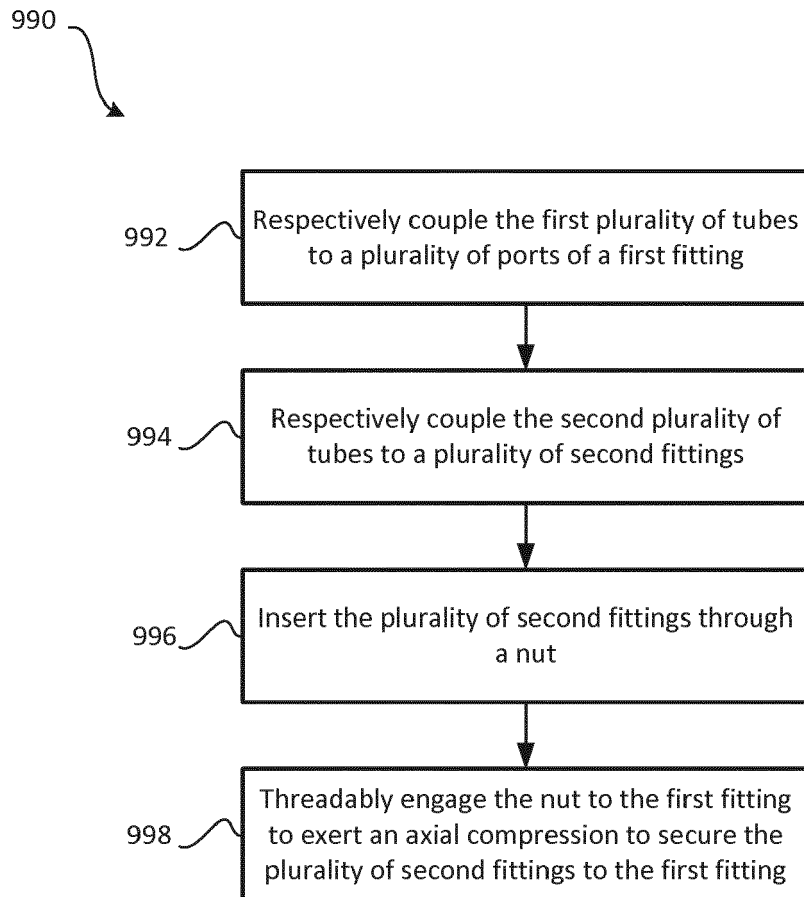 990
992
Respectively couple the first plurality of tubes
to a plurality of ports of a first fitting
994
Respectively couple the second plurality of
tubes to a plurality of second fittings
996
Insert the plurality of second fittings through
a nut
998
Threadably engage the nut to the first fitting
to exert an axial compression to secure the
plurality of second fittings to the first fitting